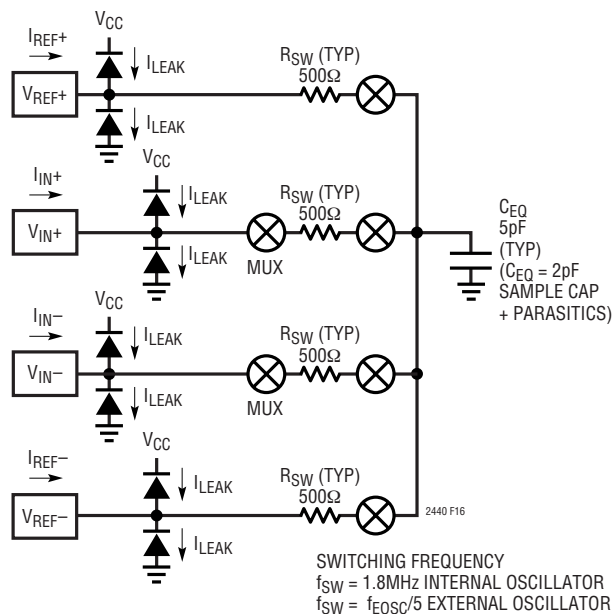 VCC
IREF+
ILEAK
RSW (TYP)
500Ω
VREF+
ILEAK
VCC
IIN+
ILEAK
RSW (TYP)
500Ω
VIN+
ILEAK
MUX
CEQ
5pF
(TYP)
(CEQ = 2pF
SAMPLE CAP
+ PARASITICS)
VCC
IIN–
ILEAK
RSW (TYP)
500Ω
VIN–
ILEAK
MUX
VCC
IREF–
ILEAK
RSW (TYP)
500Ω
VREF–
ILEAK
2440 F16
SWITCHING FREQUENCY
fSW = 1.8MHz INTERNAL OSCILLATOR
fSW = fEOSC/5 EXTERNAL OSCILLATOR